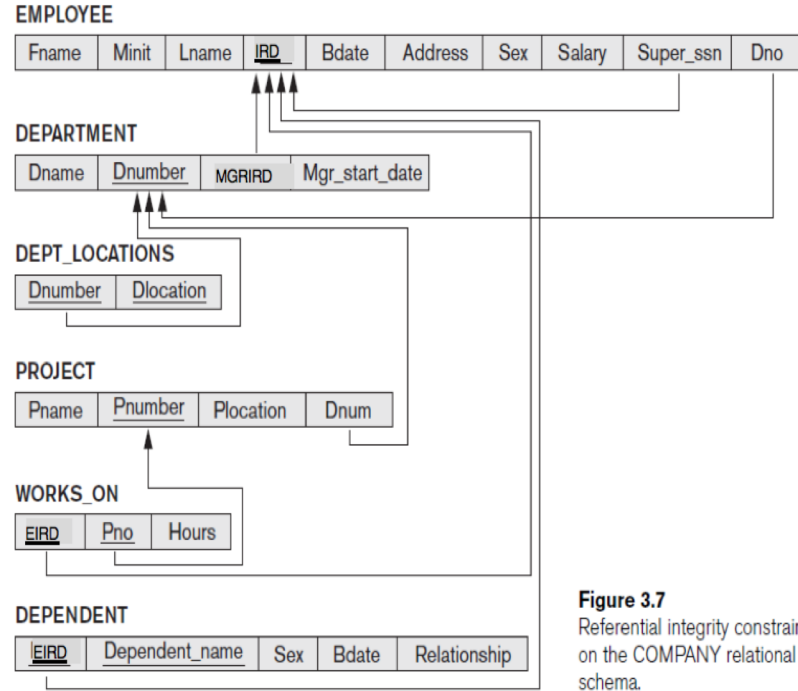 EMPLOYEE
Fname Minit Lname IRD Bdate Address Sex Salary Super_ssn Dno
DEPARTMENT
Dname Dnumber MGRIRD Mgr_start_date
DEPT_LOCATIONS
Dnumber Dlocation
PROJECT
Pname Pnumber Plocation Dnum
WORKS_ON
EIRD Pno Hours
DEPENDENT
EIRD Dependent_name Sex Bdate Relationship
Figure 3.7
Referential integrity constrain
on the COMPANY relational
schema.